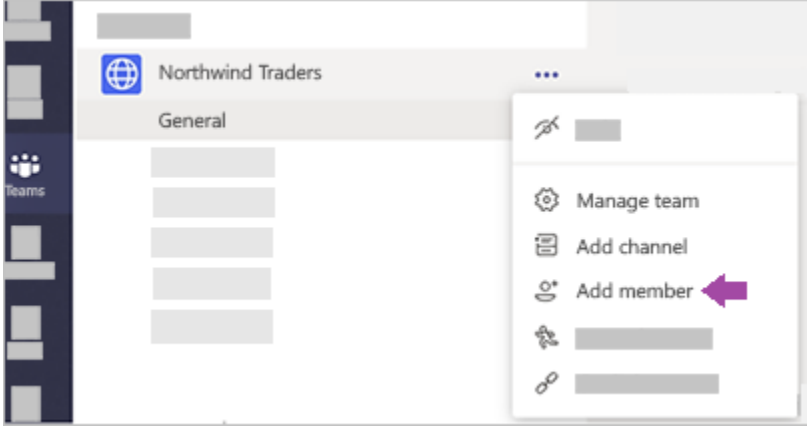 Northwind Traders
General
Teams
Manage team
Add channel
Add member